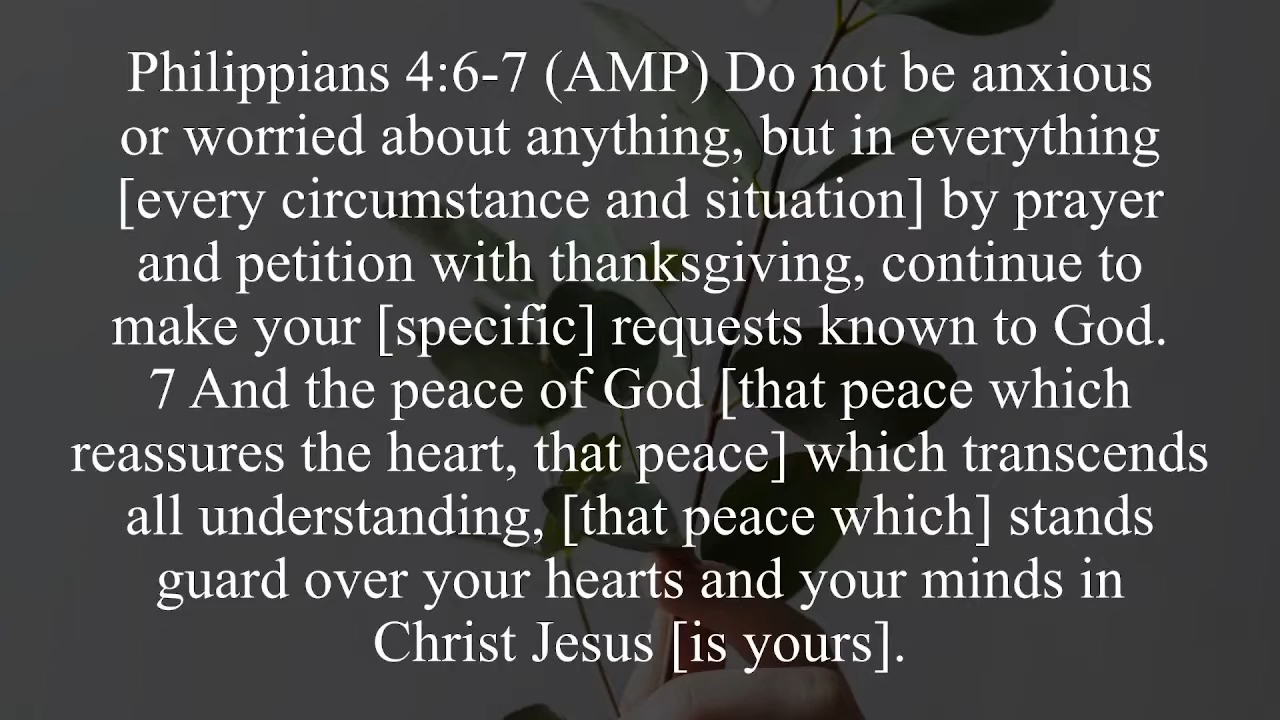 Philippians 4:6-7 (AMP) Do not be anxious
or worried about anything, but in everything
[every circumstance and situation] by prayer
and petition with thanksgiving, continue to
make your [specific] requests known to God.
7 And the peace of God [that peace which
reassures the heart, that peace] which transcends
all understanding, [that peace which] stands
guard over your hearts and your minds in
Christ Jesus [is yours].